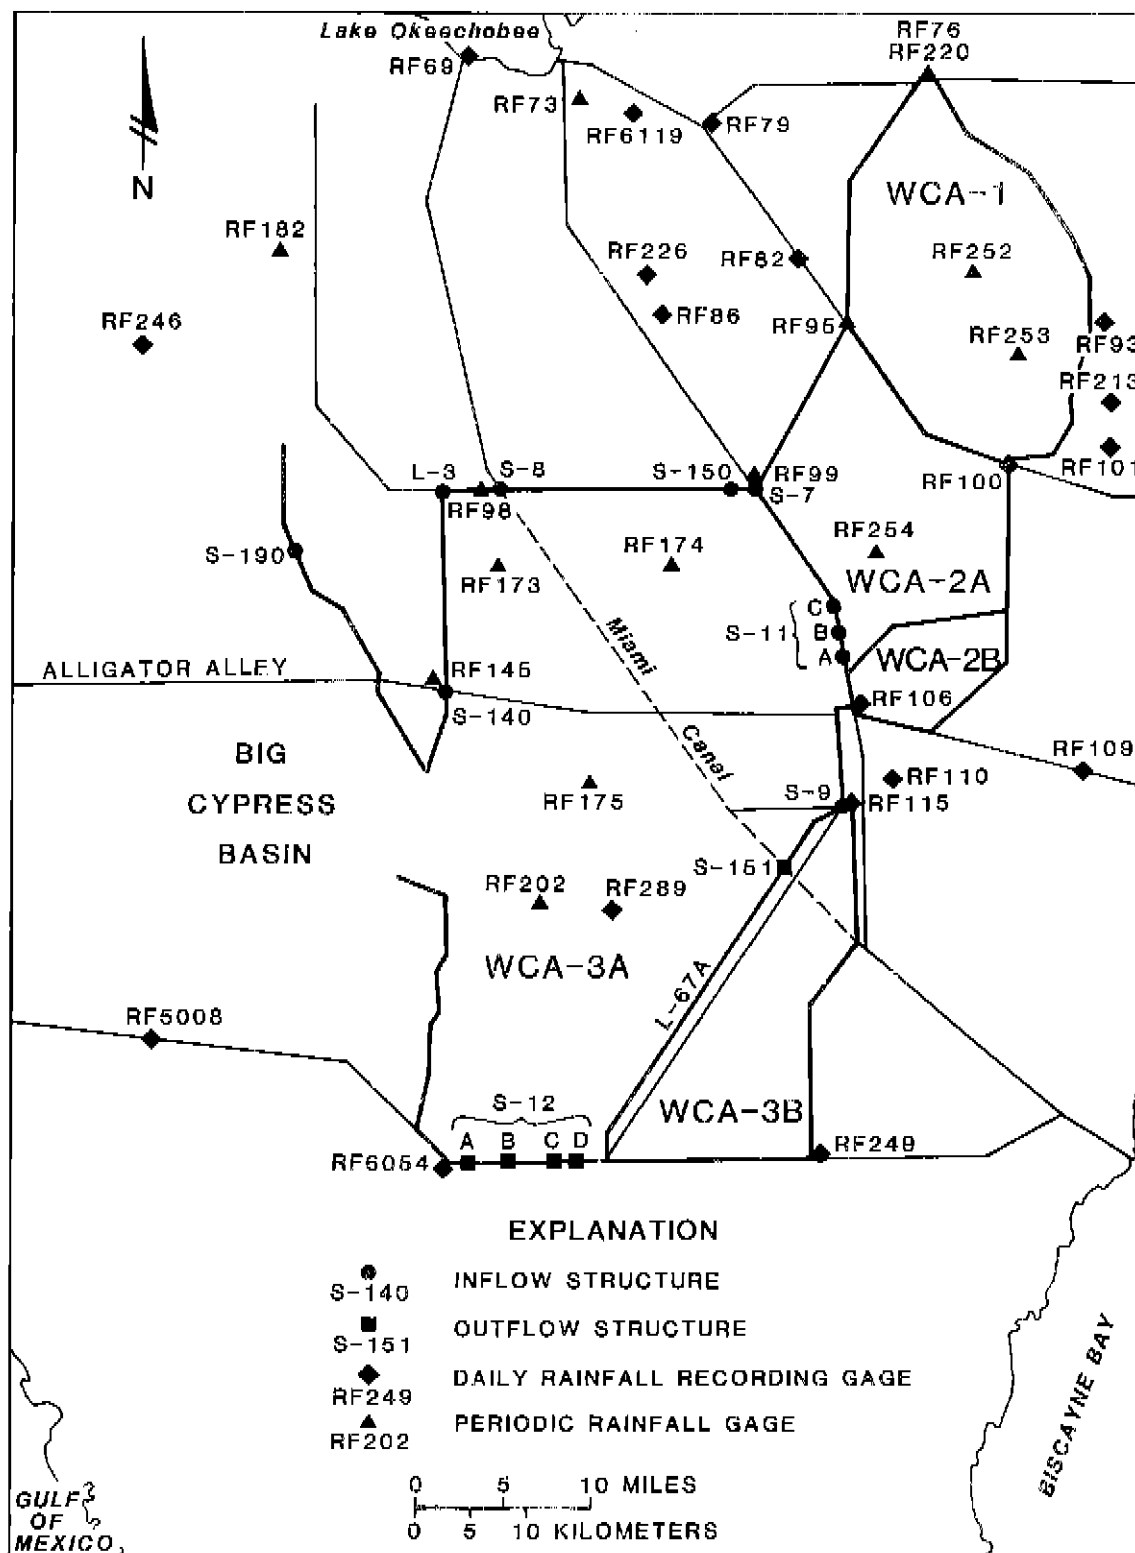 Lake Okeechobee
RF76
RF220
RF69
RF73
RF6119
RF79
N
WCA-1
RF182
RF226
RF82
RF252
RF246
RF86
RF95
RF253
RF93
RF213
L-3
S-8
S-150
RF99
RF101
RF98
S-7
RF100
S-190
RF173
RF174
RF254
WCA-2A
C
S-11
B
A
WCA-2B
Miami
Canal
ALLIGATOR ALLEY
RF145
S-140
RF106
BIG
CYPRESS
BASIN
RF109
RF110
RF175
S-9
RF115
S-151
RF202
RF289
WCA-3A
L-67A
RF5008
S-12
A B C D
WCA-3B
RF6054
RF249
EXPLANATION
S-140
INFLOW STRUCTURE
S-151
OUTFLOW STRUCTURE
RF249
DAILY RAINFALL RECORDING GAGE
RF202
PERIODIC RAINFALL GAGE
0 5 10 MILES
0 5 10 KILOMETERS
BISCAYNE BAY
GULF
OF
MEXICO